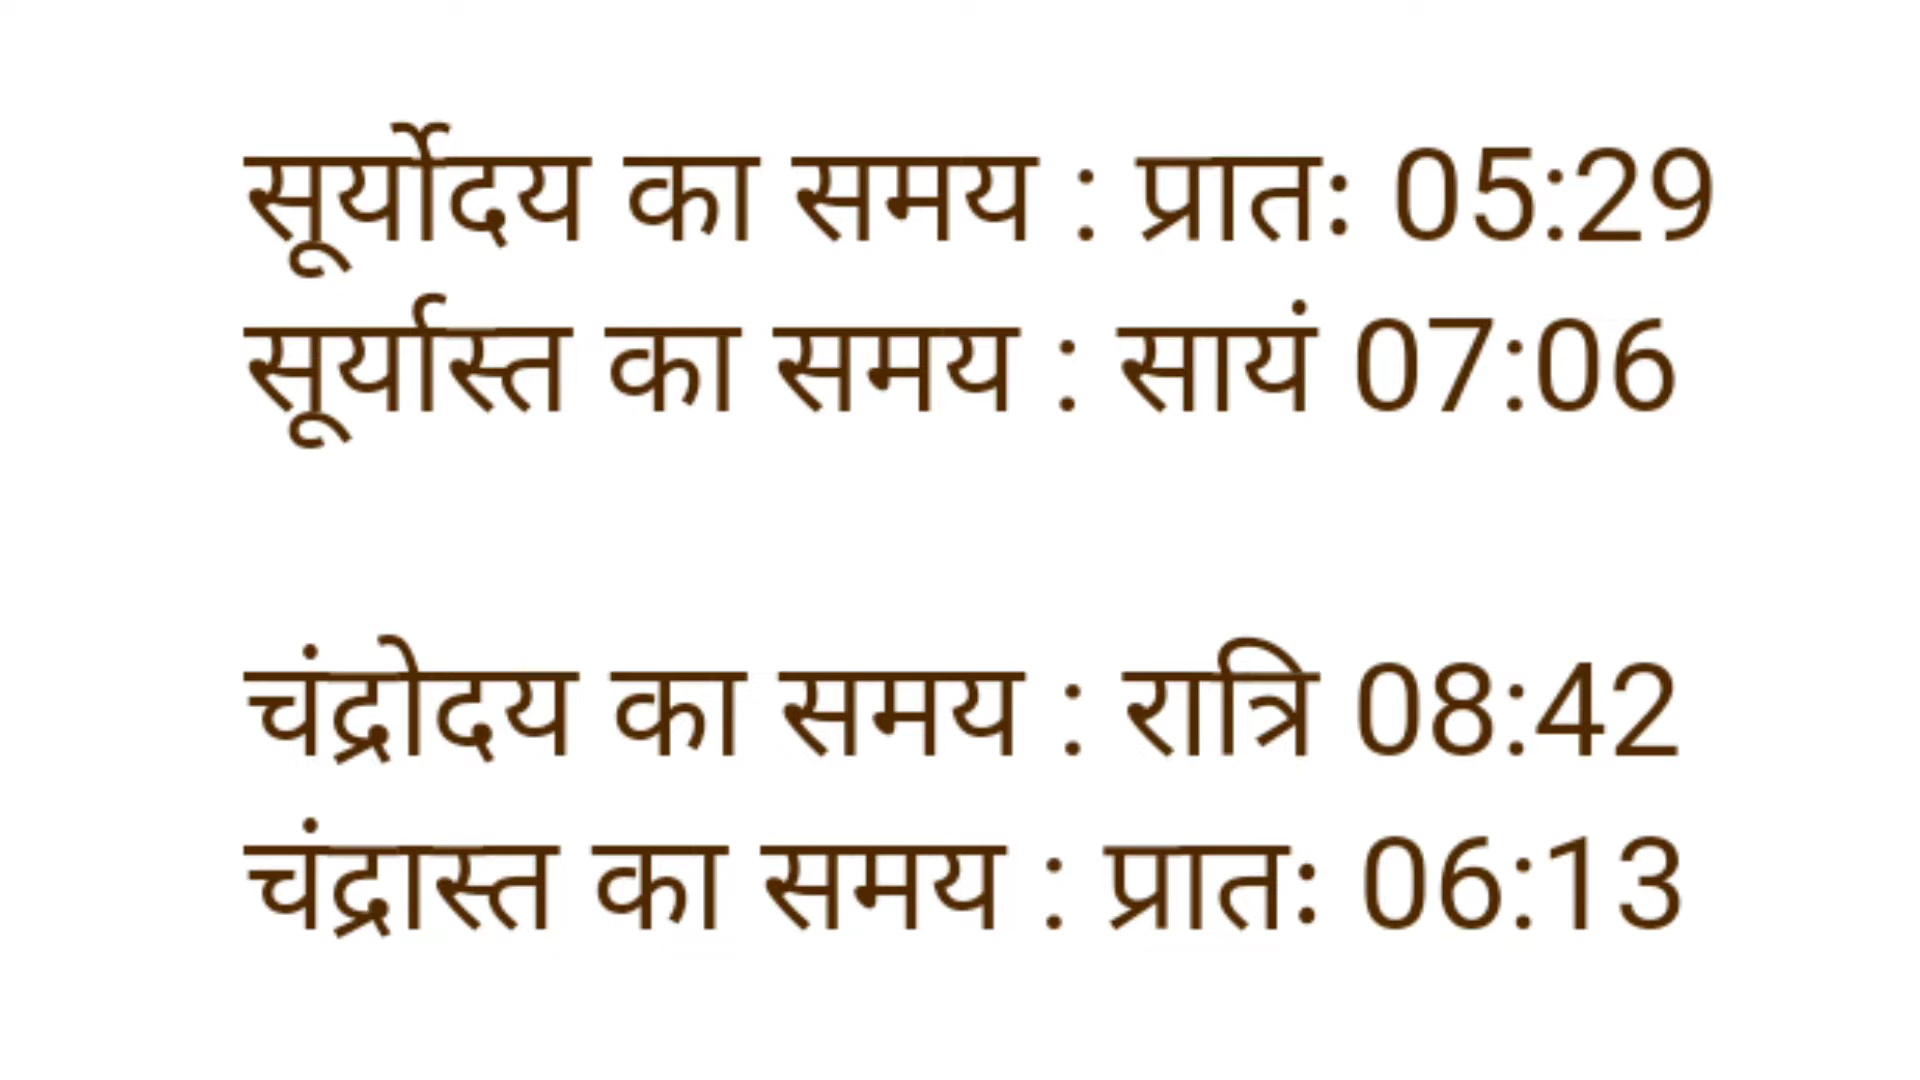 सूर्योदय का समय : प्रातः 05:29
सूर्यास्त का समय : सायं 07:06
चंद्रोदय का समय : रात्रि 08:42
चंद्रास्त का समय : प्रातः 06:13